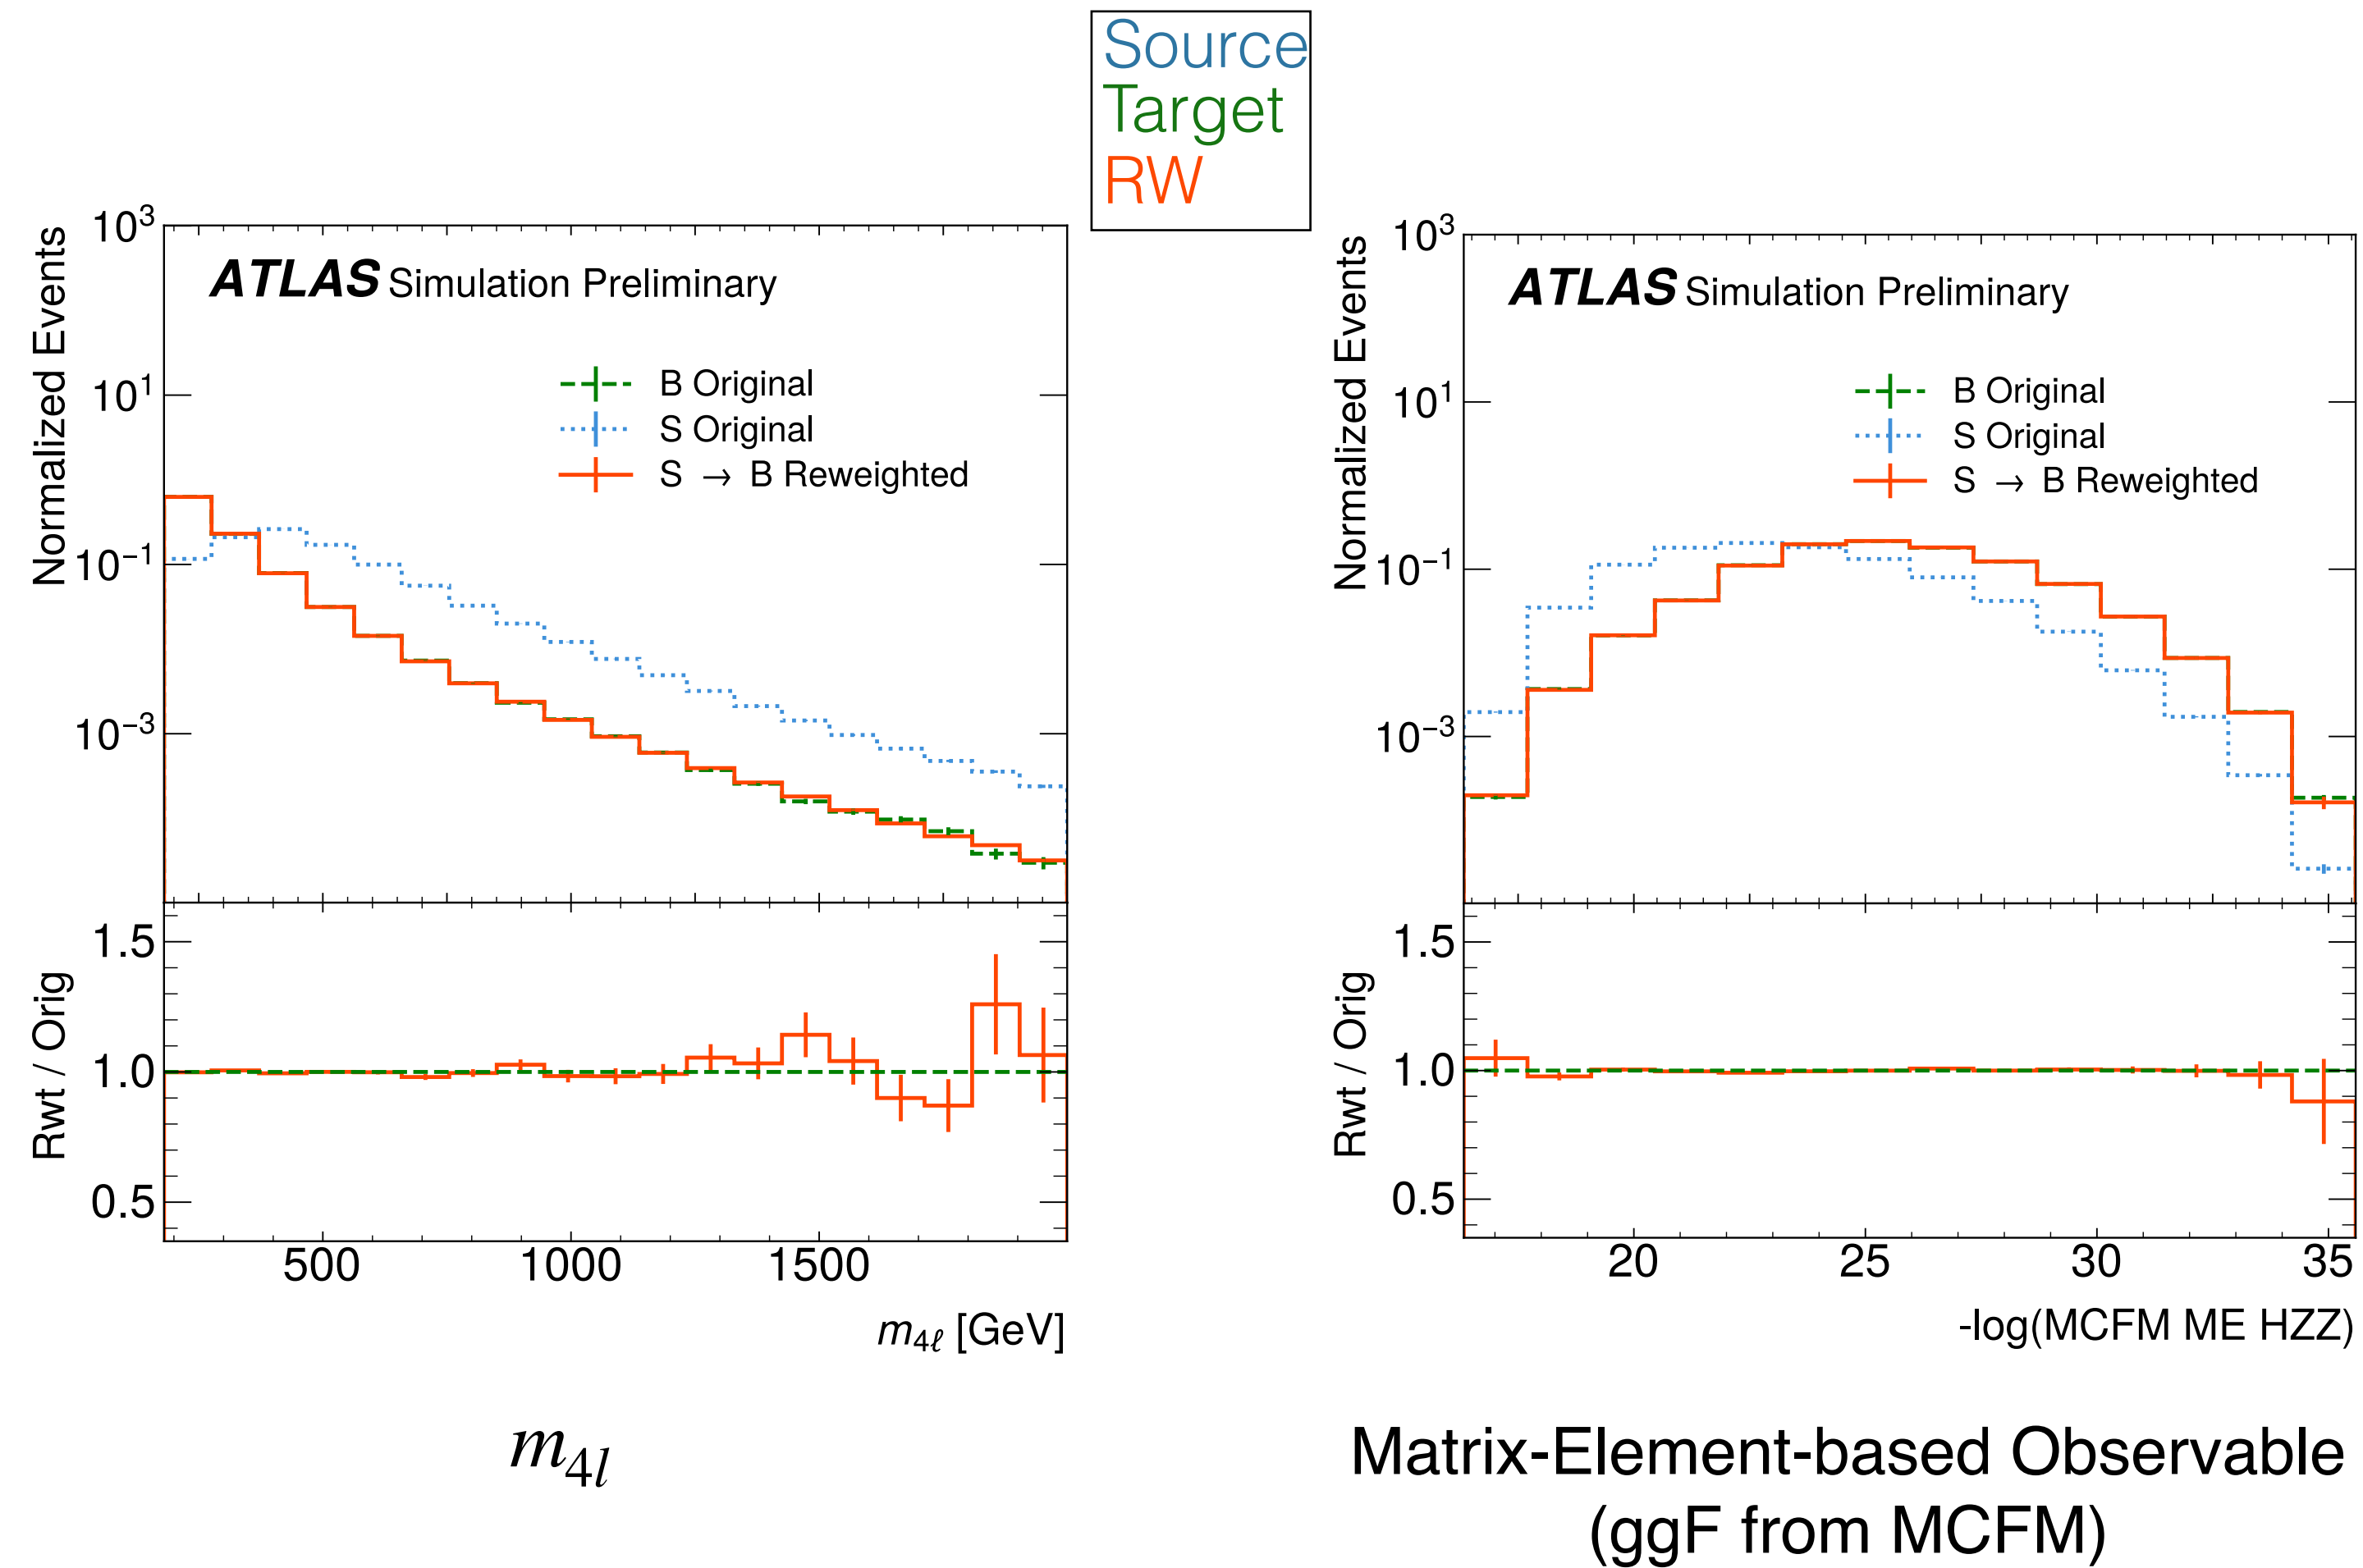 Source
Target
RW
ATLAS Simulation Preliminary
B Original
S Original
S → B Reweighted
Normalized Events
10³
10¹
10⁻¹
10⁻³
Rwt / Orig
1.5
1.0
0.5
500 1000 1500
m₄ℓ [GeV]
m₄l
ATLAS Simulation Preliminary
B Original
S Original
S → B Reweighted
Normalized Events
10³
10¹
10⁻¹
10⁻³
Rwt / Orig
1.5
1.0
0.5
20 25 30 35
-log(MCFM ME HZZ)
Matrix-Element-based Observable
(ggF from MCFM)